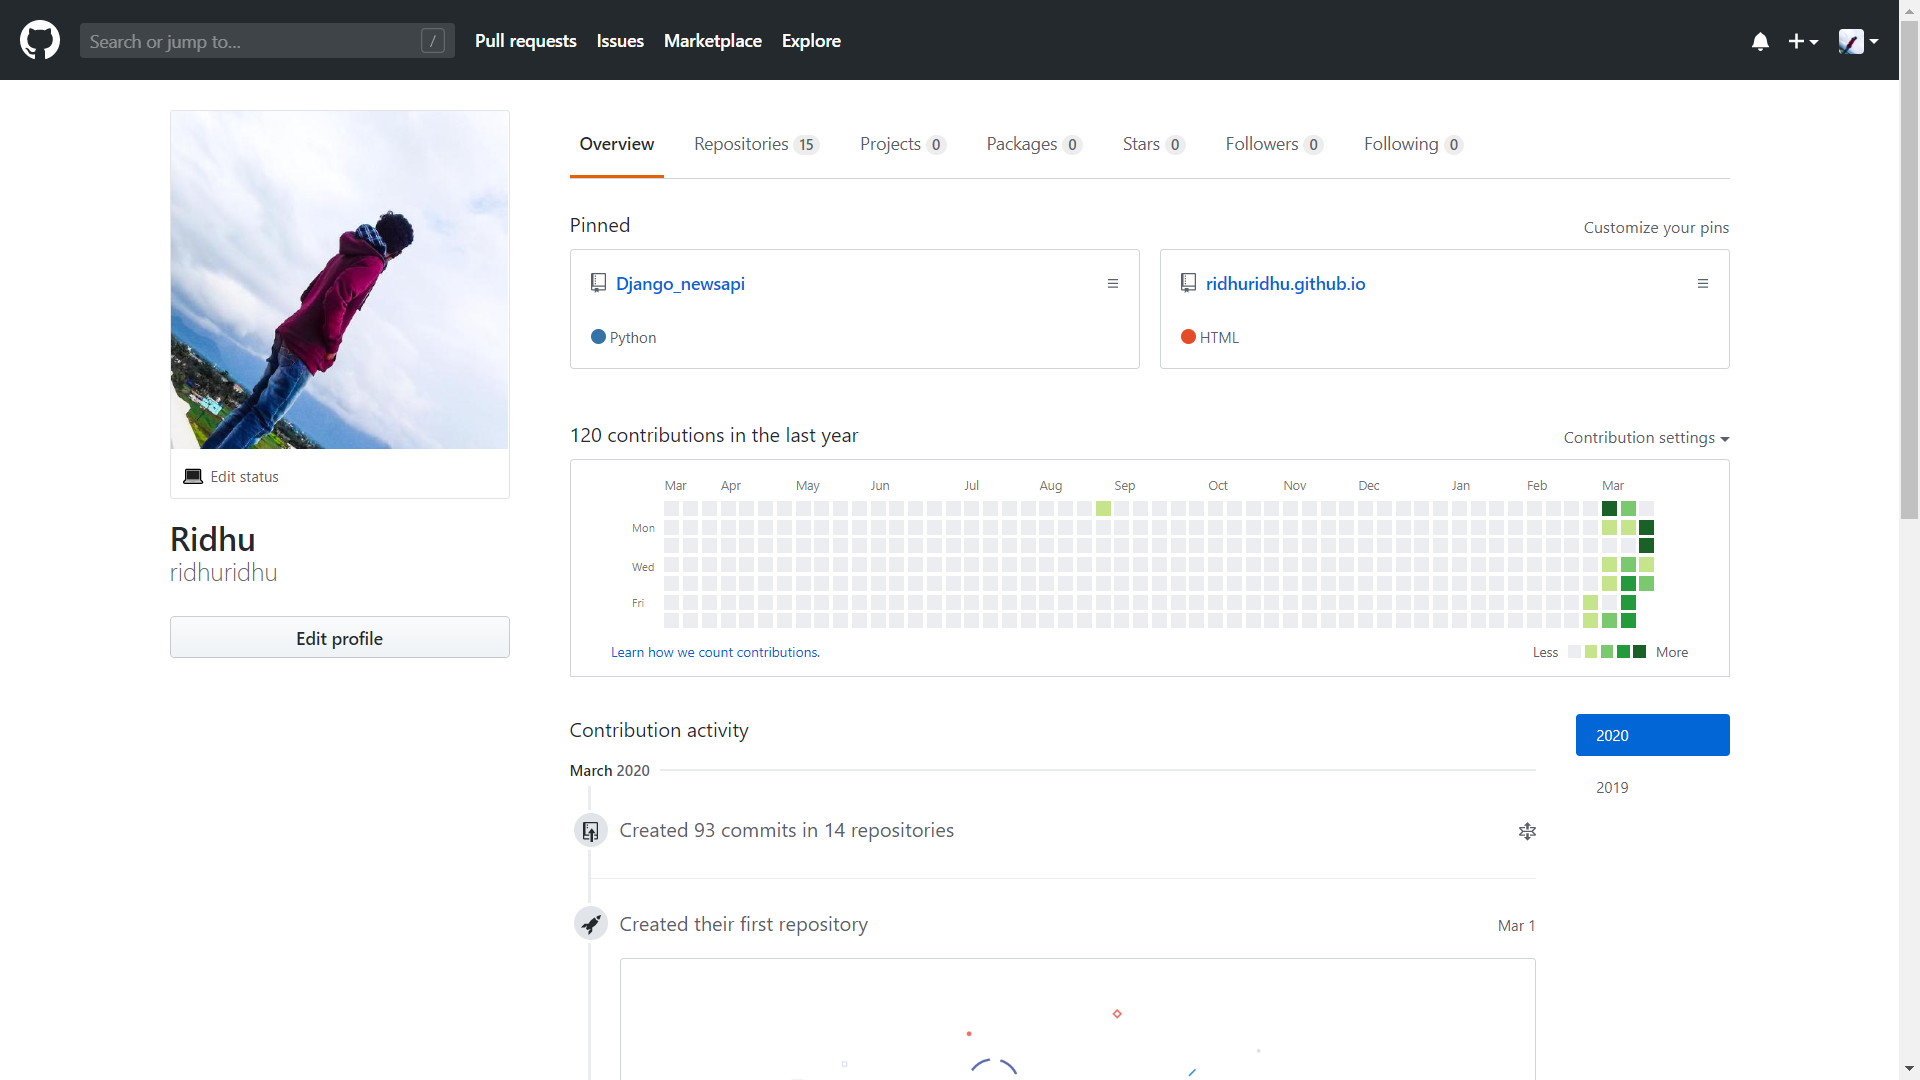 Search or jump to... /
Pull requests Issues Marketplace Explore
Overview Repositories 15 Projects 0 Packages 0 Stars 0 Followers 0 Following 0
Pinned
Customize your pins
Django_newsapi
Python
ridhuridhu.github.io
HTML
Edit status
Ridhu
ridhuridhu
Edit profile
120 contributions in the last year
Contribution settings
Mar Apr May Jun Jul Aug Sep Oct Nov Dec Jan Feb Mar
Mon
Wed
Fri
Learn how we count contributions.
Less More
Contribution activity
2020
2019
March 2020
Created 93 commits in 14 repositories
Created their first repository
Mar 1